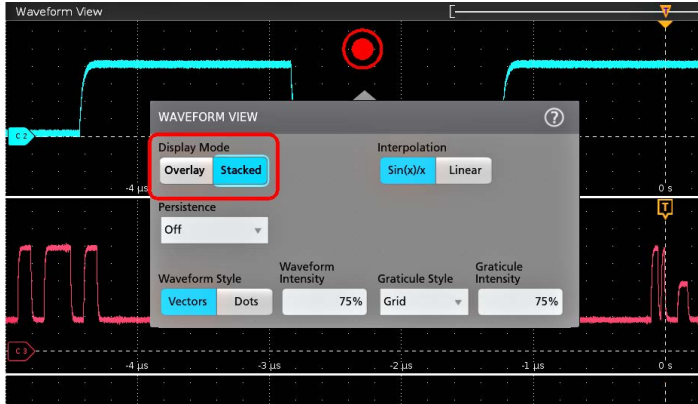 Waveform View
T
C 2
WAVEFORM VIEW
?
Display Mode
Interpolation
Overlay Stacked
Sin(x)/x Linear
-4 µs
0 s
Persistence
T
Off
Waveform Style
Waveform Intensity
Graticule Style
Graticule Intensity
Vectors Dots
75%
Grid
75%
C 3
-4 µs
-3 µs
-2 µs
-1 µs
0 s